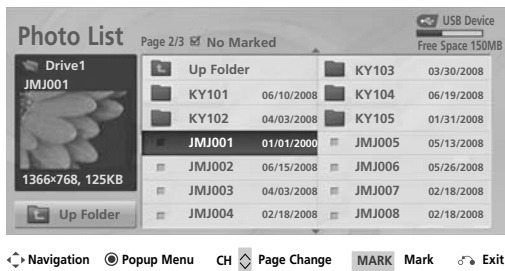 Photo List
Page 2/3 No Marked
USB Device
Free Space 150MB
Drive1
JMJ001
1366×768, 125KB
Up Folder
Up Folder
KY101 06/10/2008
KY102 04/03/2008
JMJ001 01/01/2000
JMJ002 06/15/2008
JMJ003 04/03/2008
JMJ004 02/18/2008
KY103 03/30/2008
KY104 06/19/2008
KY105 01/31/2008
JMJ005 05/13/2008
JMJ006 05/26/2008
JMJ007 02/18/2008
JMJ008 02/18/2008
Navigation Popup Menu CH Page Change MARK Mark Exit